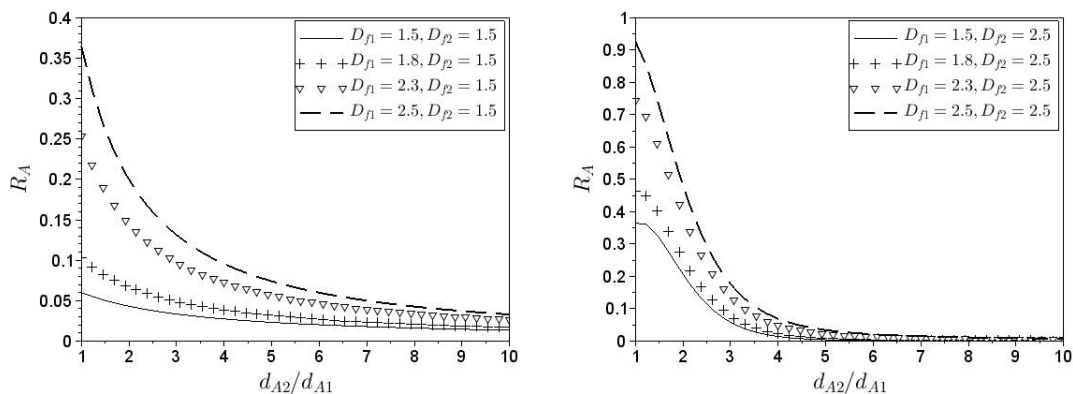 0.4
0.35
0.3
0.25
0.2
0.15
0.1
0.05
0
R_A
1 2 3 4 5 6 7 8 9 10
d_{A2}/d_{A1}
D_{f1} = 1.5, D_{f2} = 1.5
D_{f1} = 1.8, D_{f2} = 1.5
D_{f1} = 2.3, D_{f2} = 1.5
D_{f1} = 2.5, D_{f2} = 1.5
1
0.9
0.8
0.7
0.6
0.5
0.4
0.3
0.2
0.1
0
R_A
1 2 3 4 5 6 7 8 9 10
d_{A2}/d_{A1}
D_{f1} = 1.5, D_{f2} = 2.5
D_{f1} = 1.8, D_{f2} = 2.5
D_{f1} = 2.3, D_{f2} = 2.5
D_{f1} = 2.5, D_{f2} = 2.5